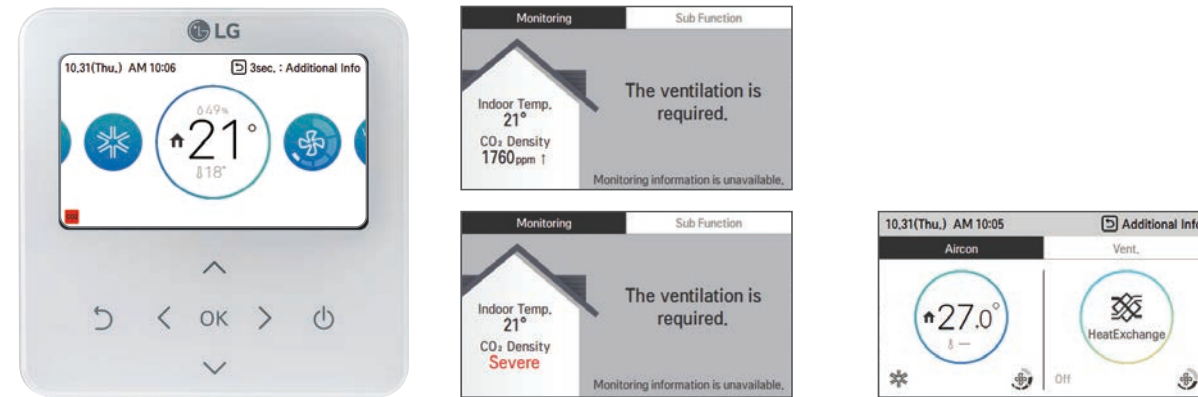 LG
10.31(Thu.) AM 10:06 3sec. : Additional Info
49%
21°
18°
OK
Monitoring Sub Function
The ventilation is
required.
Indoor Temp.
21°
CO₂ Density
1760ppm ↑
Monitoring information is unavailable.
Monitoring Sub Function
The ventilation is
required.
Indoor Temp.
21°
CO₂ Density
Severe
Monitoring information is unavailable.
10.31(Thu.) AM 10:05 Additional Info
Aircon Vent.
27.0°
HeatExchange
Off